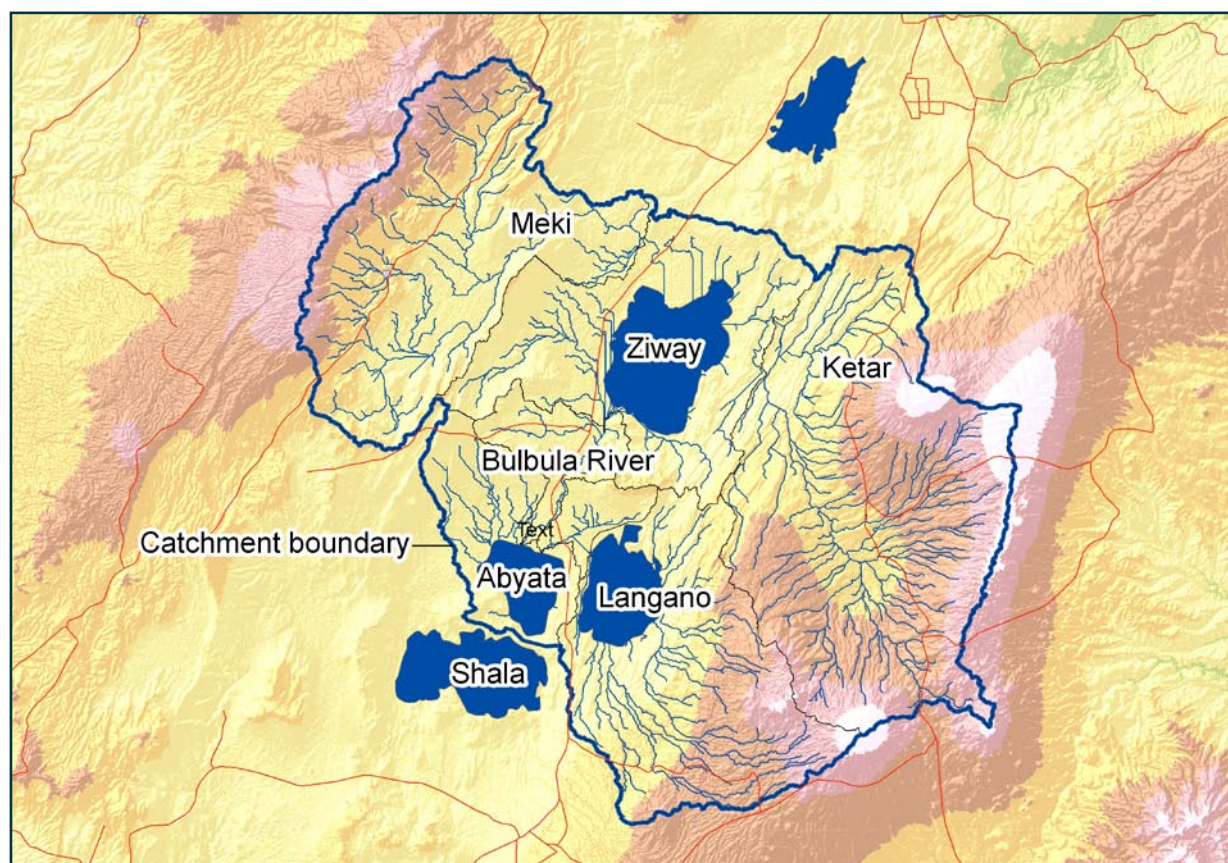 Meki
Ziway
Ketar
Bulbula River
Text
Catchment boundary
Abyata
Langano
Shala